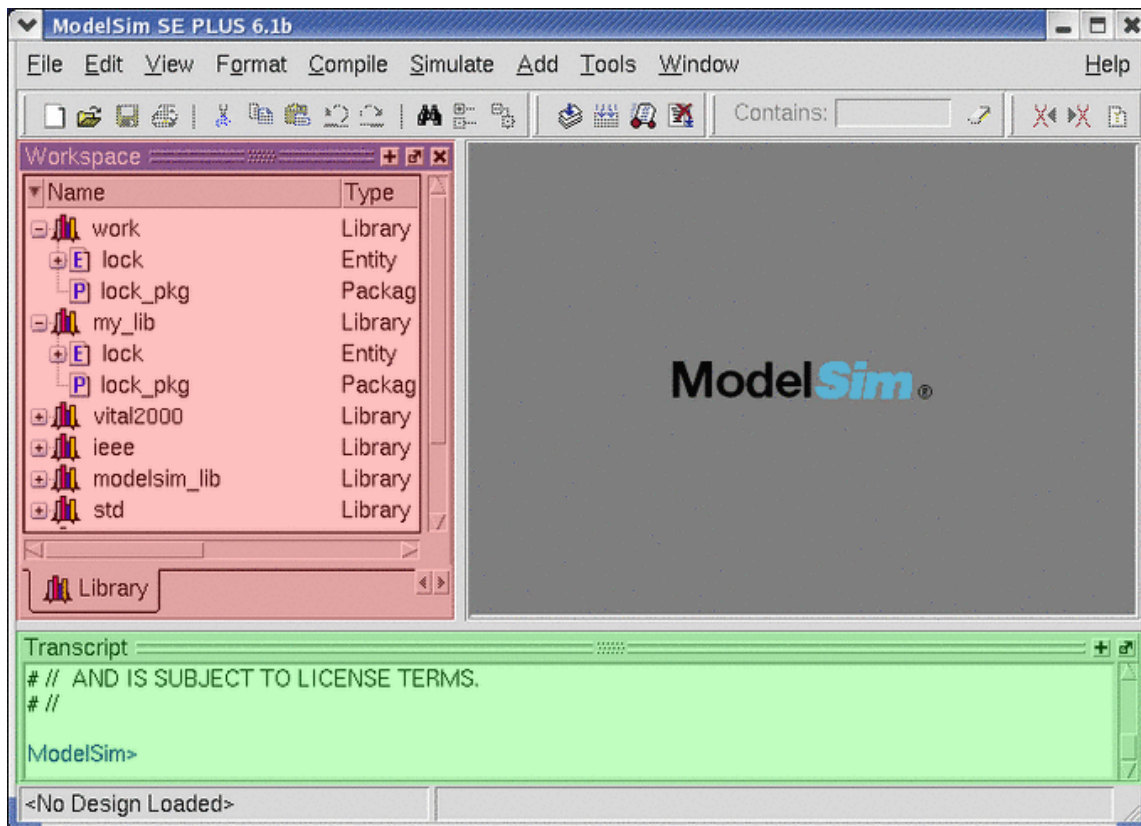 ModelSim SE PLUS 6.1b
File Edit View Format Compile Simulate Add Tools Window Help
Contains:
Workspace
Name Type
work Library
E lock Entity
P lock_pkg Packag
my_lib Library
E lock Entity
P lock_pkg Packag
vital2000 Library
ieee Library
modelsim_lib Library
std Library
Library
ModelSim®
Transcript
# // AND IS SUBJECT TO LICENSE TERMS.
# //
ModelSim>
<No Design Loaded>